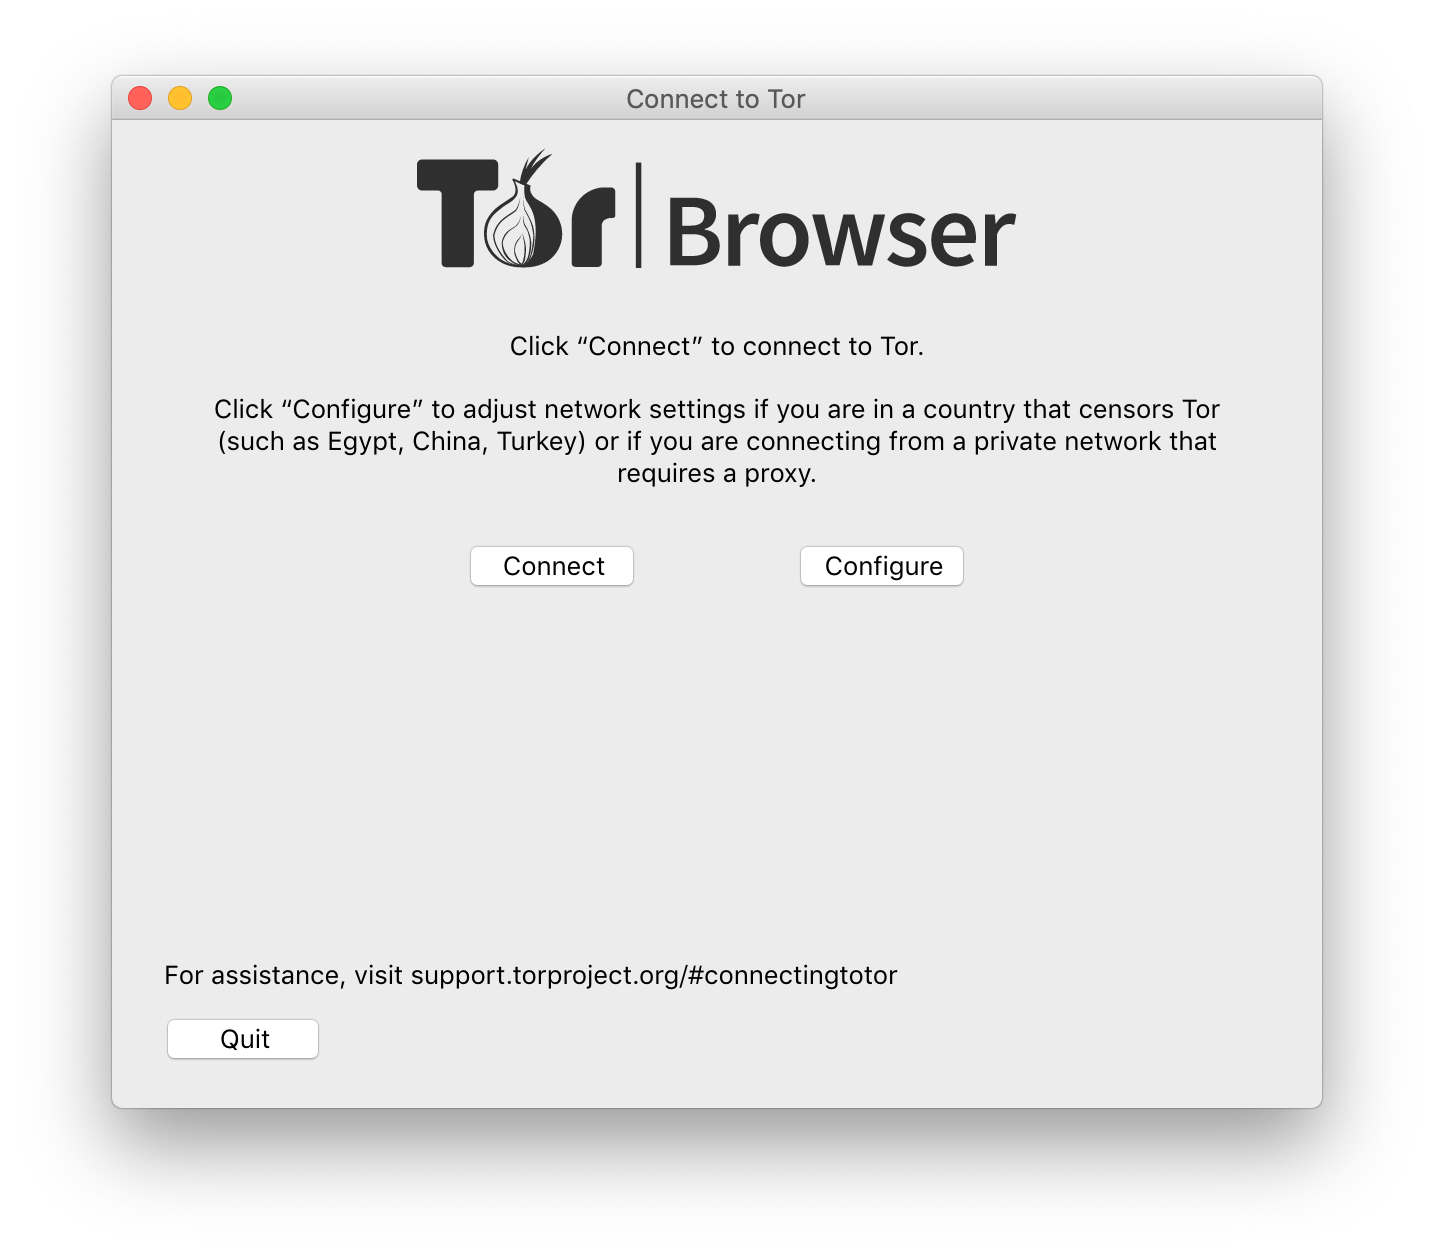 Connect to Tor
Tor | Browser
Click “Connect” to connect to Tor.
Click “Configure” to adjust network settings if you are in a country that censors Tor
(such as Egypt, China, Turkey) or if you are connecting from a private network that
requires a proxy.
Connect
Configure
For assistance, visit support.torproject.org/#connectingtotor
Quit